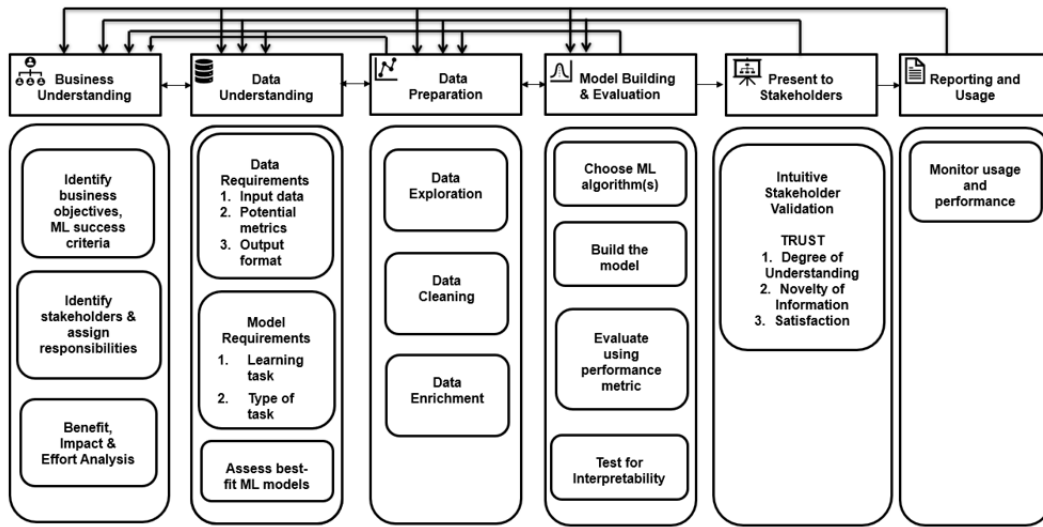 Business
Understanding
Data
Understanding
Data
Preparation
Model Building
& Evaluation
Present to
Stakeholders
Reporting and
Usage
Identify
business
objectives,
ML success
criteria
Identify
stakeholders &
assign
responsibilities
Benefit,
Impact &
Effort Analysis
Data
Requirements
1. Input data
2. Potential
metrics
3. Output
format
Model
Requirements
1. Learning
task
2. Type of
task
Assess best-
fit ML models
Data
Exploration
Data
Cleaning
Data
Enrichment
Choose ML
algorithm(s)
Build the
model
Evaluate
using
performance
metric
Test for
Interpretability
Intuitive
Stakeholder
Validation
TRUST
1. Degree of
Understanding
2. Novelty of
Information
3. Satisfaction
Monitor usage
and
performance